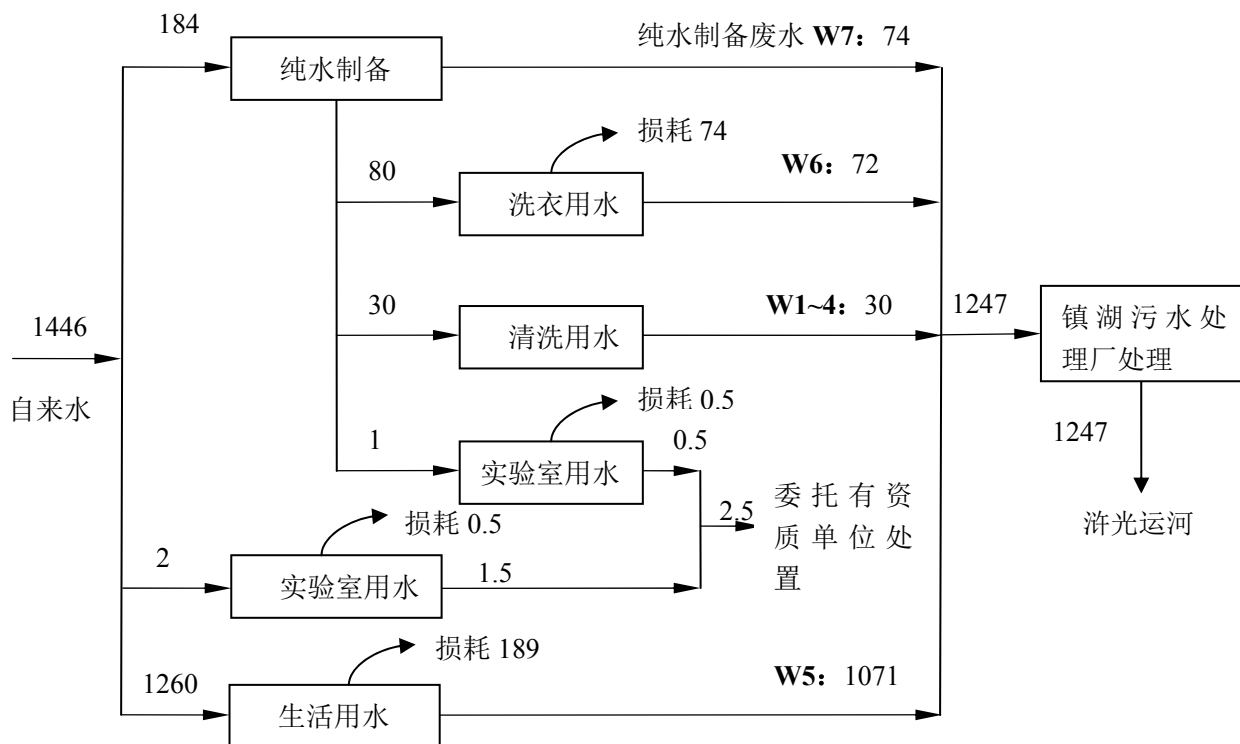 184
纯水制备
纯水制备废水 W7：74
损耗 74
80
洗衣用水
W6：72
30
清洗用水
W1~4：30
1446
自来水
1247
镇湖污水处
理厂处理
1247
浒光运河
损耗 0.5
1
实验室用水
0.5
2.5
委托有资
质单位处
置
损耗 0.5
2
实验室用水
1.5
损耗 189
1260
生活用水
W5：1071